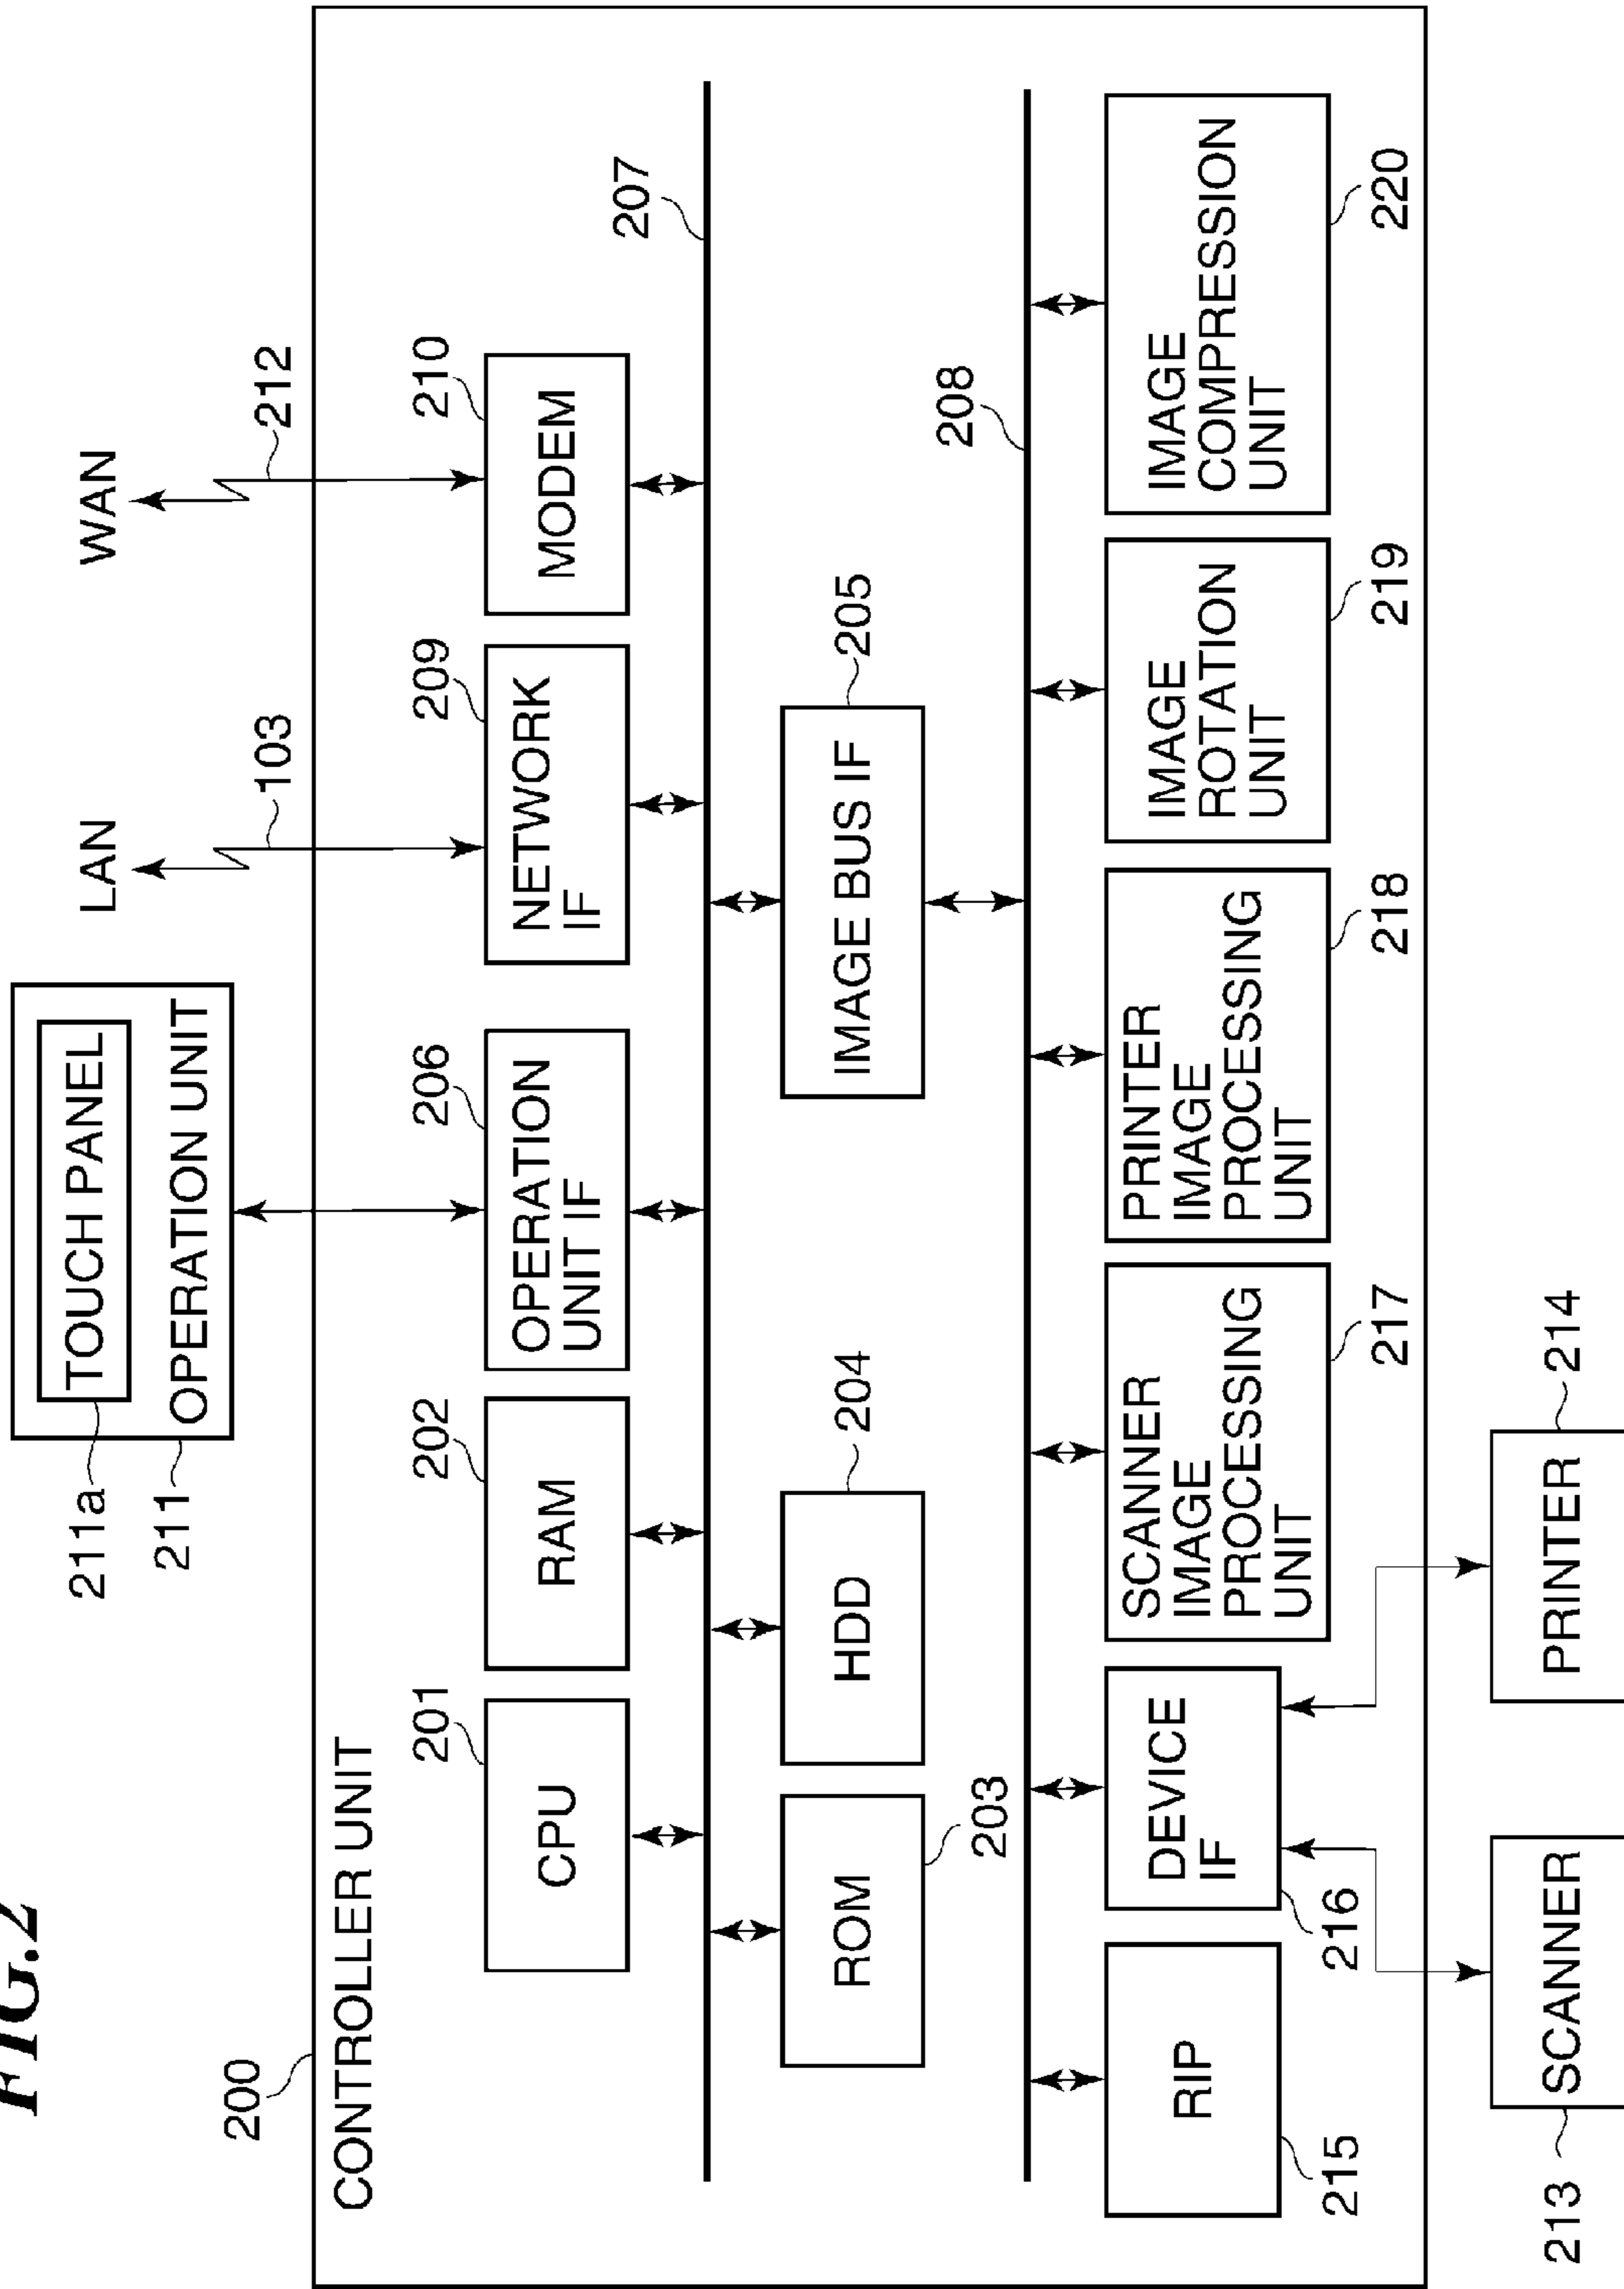 FIG.2
211a
TOUCH PANEL
211
OPERATION UNIT
LAN
WAN
200
103
212
CONTROLLER UNIT
201
202
206
209
210
CPU
RAM
OPERATION
UNIT IF
NETWORK
IF
MODEM
207
ROM
HDD
204
IMAGE BUS IF
205
203
208
RIP
DEVICE
IF
SCANNER
IMAGE
PROCESSING
UNIT
PRINTER
IMAGE
PROCESSING
UNIT
IMAGE
ROTATION
UNIT
IMAGE
COMPRESSION
UNIT
215
216
217
218
219
220
213
SCANNER
PRINTER
214